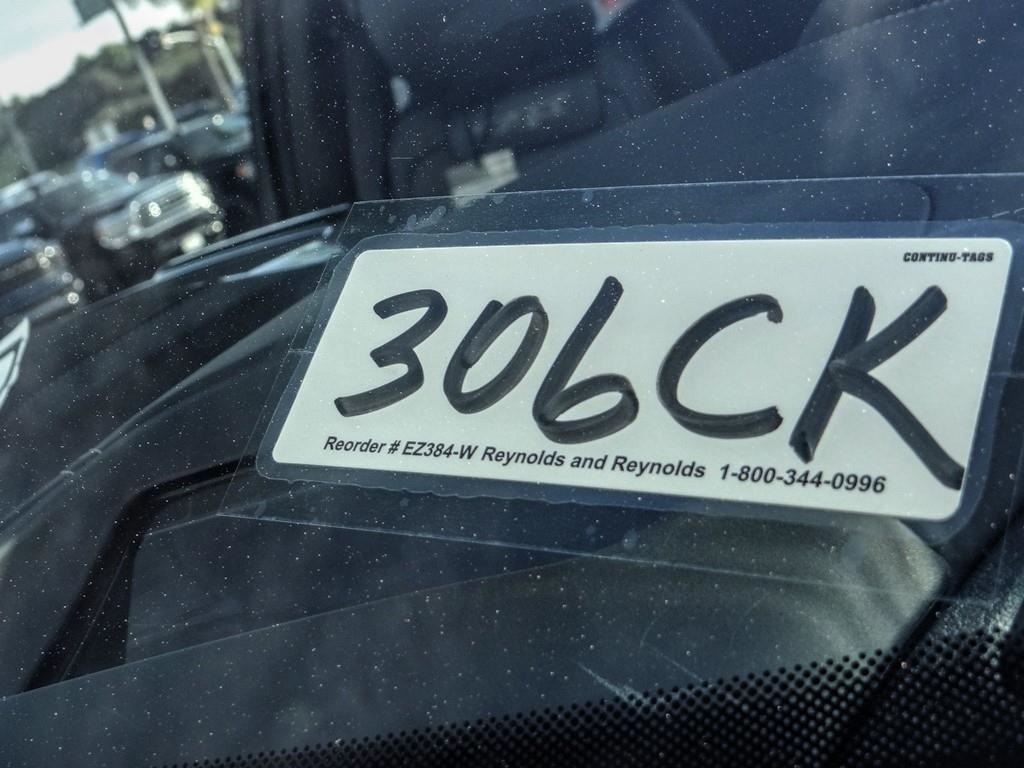 CONTINU-TAGS
306CK
Reorder # EZ384-W Reynolds and Reynolds 1-800-344-0996